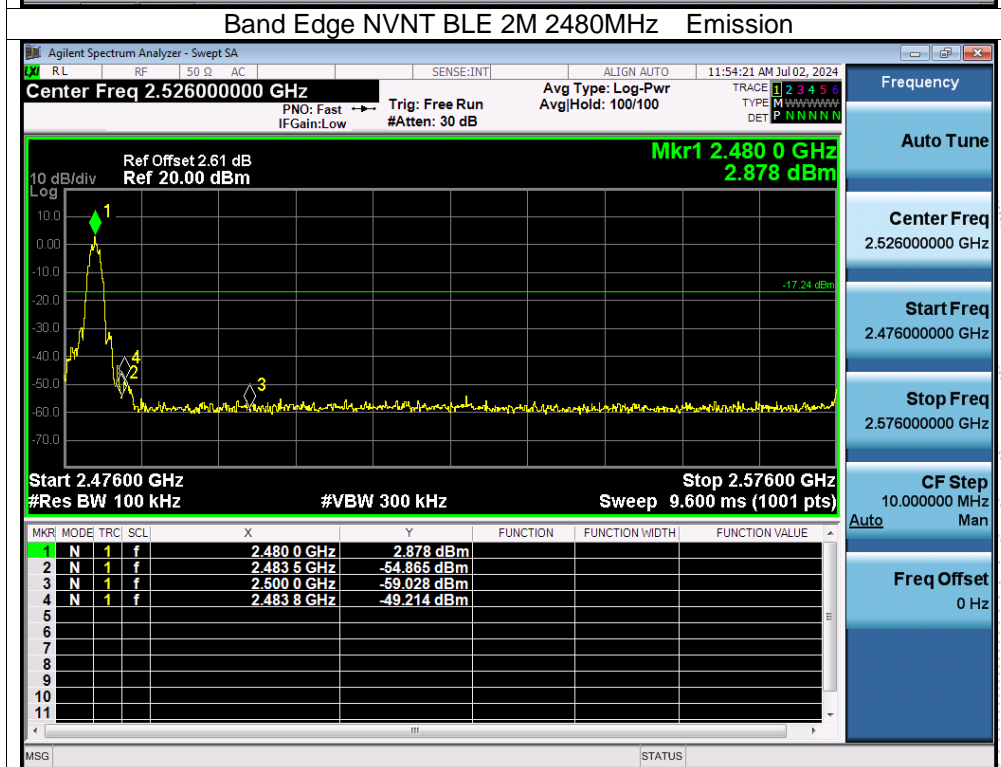 Band Edge NVNT BLE 2M 2480MHz    Emission
Agilent Spectrum Analyzer - Swept SA
LXI RL RF 50 Ω AC SENSE:INT ALIGN AUTO 11:54:21 AM Jul 02, 2024
Center Freq 2.526000000 GHz
PNO: Fast
IFGain:Low
Trig: Free Run
#Atten: 30 dB
Avg Type: Log-Pwr
Avg|Hold: 100/100
TRACE 1 2 3 4 5 6
TYPE M WWWWW
DET P N N N N N
Ref Offset 2.61 dB
10 dB/div Ref 20.00 dBm
Log
Mkr1 2.480 0 GHz
2.878 dBm
10.0
0.00
-10.0
-20.0
-30.0
-40.0
-50.0
-60.0
-70.0
1
-17.24 dBm
4
2
3
Start 2.47600 GHz Stop 2.57600 GHz
#Res BW 100 kHz #VBW 300 kHz Sweep 9.600 ms (1001 pts)
MKR MODE TRC SCL X Y FUNCTION FUNCTION WIDTH FUNCTION VALUE
1 N 1 f 2.480 0 GHz 2.878 dBm
2 N 1 f 2.483 5 GHz -54.865 dBm
3 N 1 f 2.500 0 GHz -59.028 dBm
4 N 1 f 2.483 8 GHz -49.214 dBm
5
6
7
8
9
10
11
MSG STATUS
Frequency
Auto Tune
Center Freq
2.526000000 GHz
Start Freq
2.476000000 GHz
Stop Freq
2.576000000 GHz
CF Step
10.000000 MHz
Auto Man
Freq Offset
0 Hz